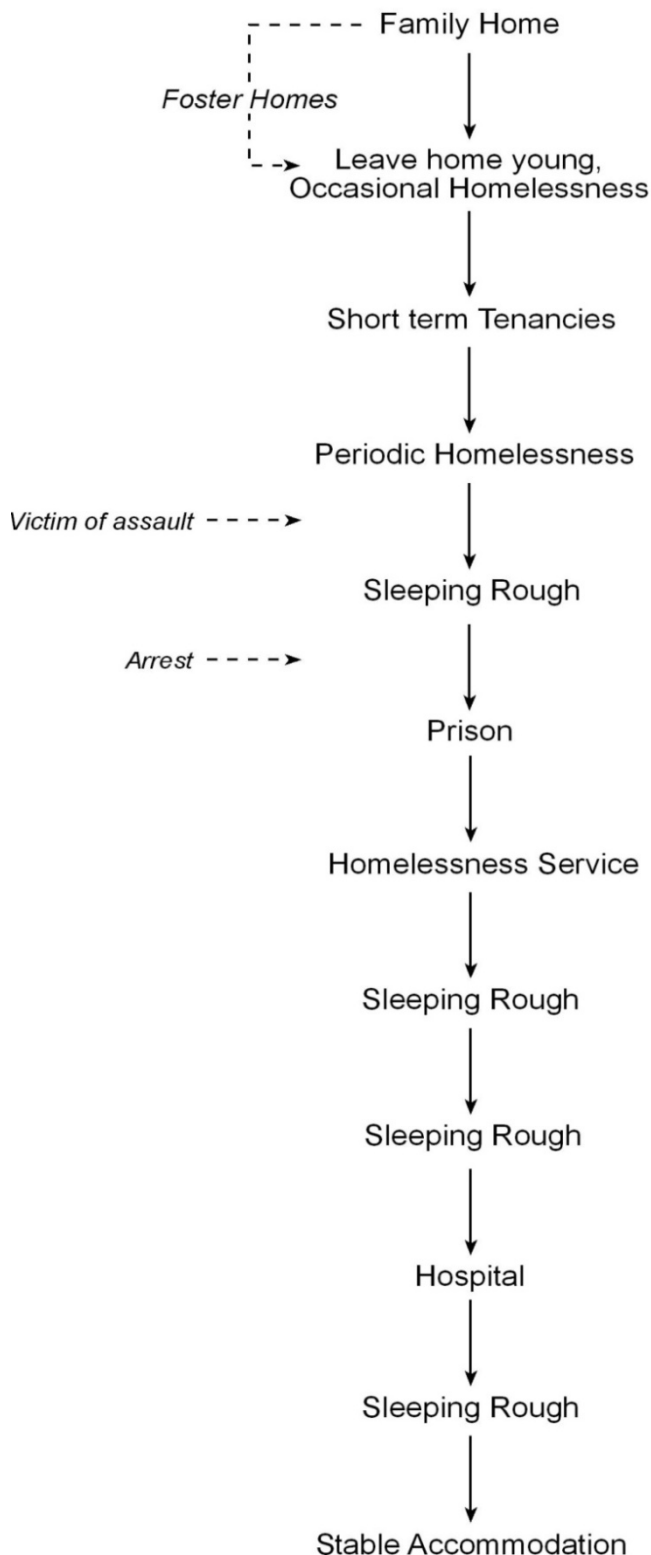 Family Home
Foster Homes
Leave home young,
Occasional Homelessness
Short term Tenancies
Periodic Homelessness
Victim of assault
Sleeping Rough
Arrest
Prison
Homelessness Service
Sleeping Rough
Sleeping Rough
Hospital
Sleeping Rough
Stable Accommodation